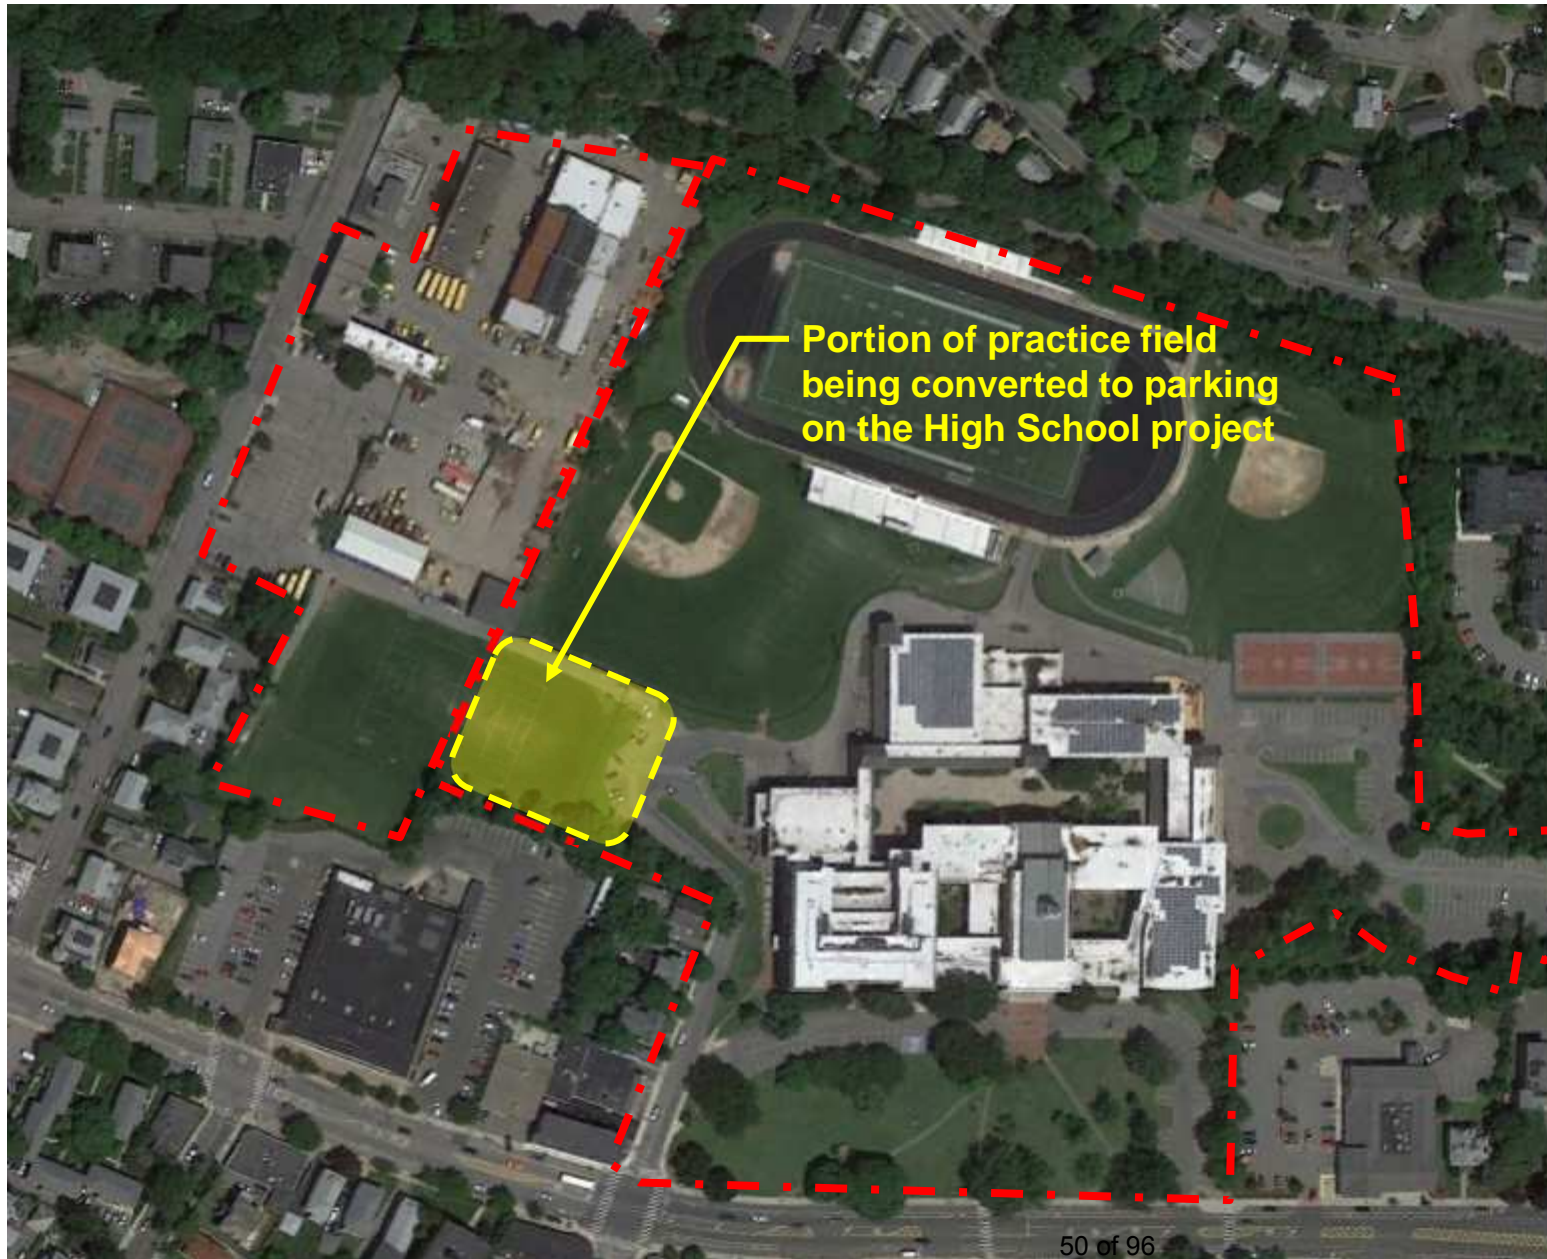 Portion of practice field
being converted to parking
on the High School project
50 of 96